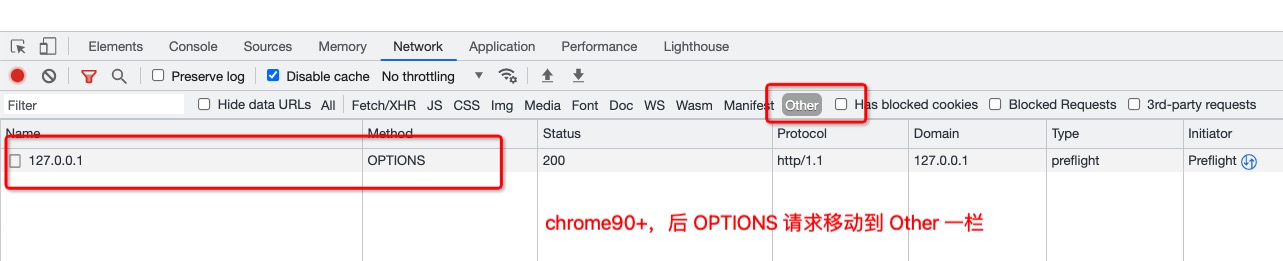 Elements Console Sources Memory Network Application Performance Lighthouse
Preserve log Disable cache No throttling
Filter Hide data URLs All Fetch/XHR JS CSS Img Media Font Doc WS Wasm Manifest Other Has blocked cookies Blocked Requests 3rd-party requests
Name Method Status Protocol Domain Type Initiator
127.0.0.1 OPTIONS 200 http/1.1 127.0.0.1 preflight Preflight
chrome90+，后 OPTIONS 请求移动到 Other 一栏